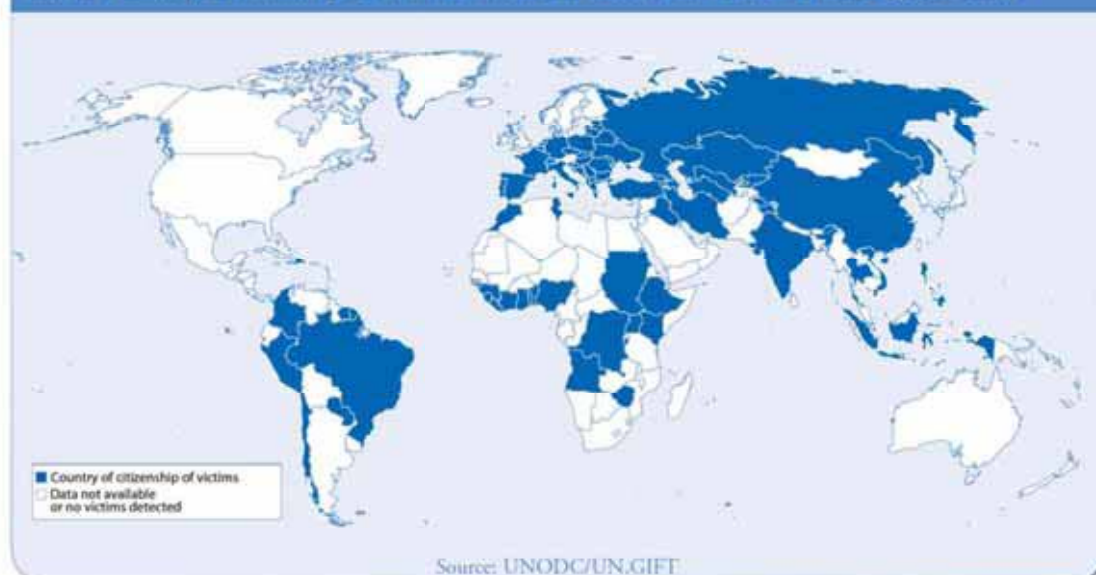 Country of citizenship of victims
Data not available
or no victims detected
Source: UNODC/UN.GIFT